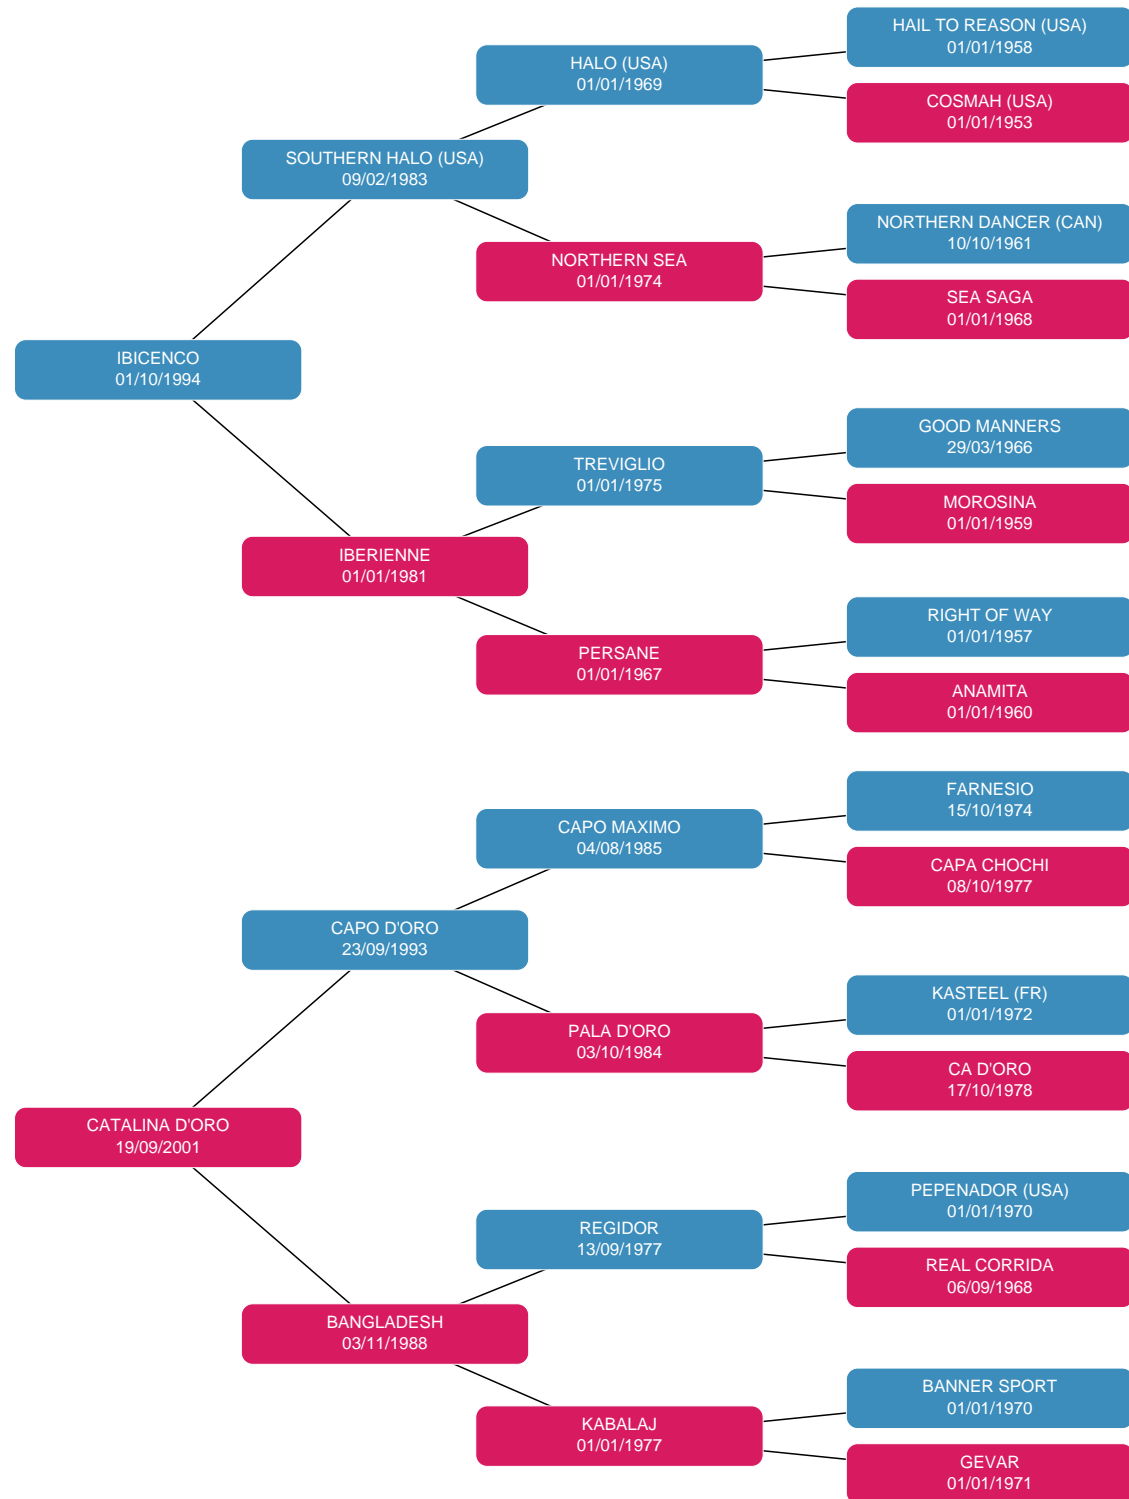 HAIL TO REASON (USA)
01/01/1958
HALO (USA)
01/01/1969
COSMAH (USA)
01/01/1953
SOUTHERN HALO (USA)
09/02/1983
NORTHERN DANCER (CAN)
10/10/1961
NORTHERN SEA
01/01/1974
SEA SAGA
01/01/1968
IBICENCO
01/10/1994
GOOD MANNERS
29/03/1966
TREVIGLIO
01/01/1975
MOROSINA
01/01/1959
IBERIENNE
01/01/1981
RIGHT OF WAY
01/01/1957
PERSANE
01/01/1967
ANAMITA
01/01/1960
FARNESIO
15/10/1974
CAPO MAXIMO
04/08/1985
CAPA CHOCHI
08/10/1977
CAPO D'ORO
23/09/1993
KASTEEL (FR)
01/01/1972
PALA D'ORO
03/10/1984
CA D'ORO
17/10/1978
CATALINA D'ORO
19/09/2001
PEPENADOR (USA)
01/01/1970
REGIDOR
13/09/1977
REAL CORRIDA
06/09/1968
BANGLADESH
03/11/1988
BANNER SPORT
01/01/1970
KABALAJ
01/01/1977
GEVAR
01/01/1971